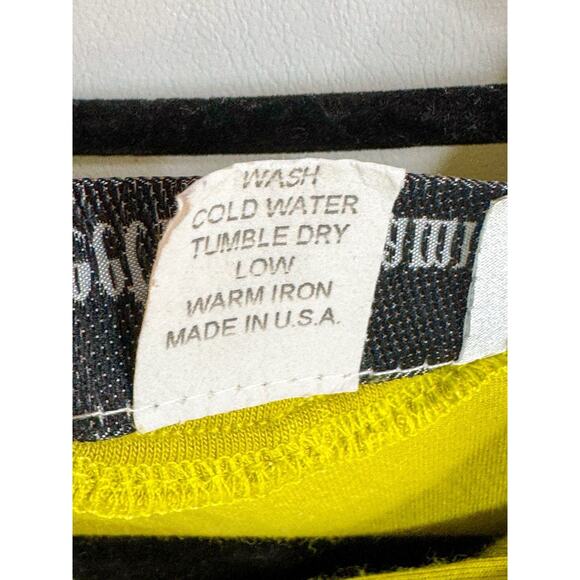 WASH
COLD WATER
TUMBLE DRY
LOW
WARM IRON
MADE IN U.S.A.